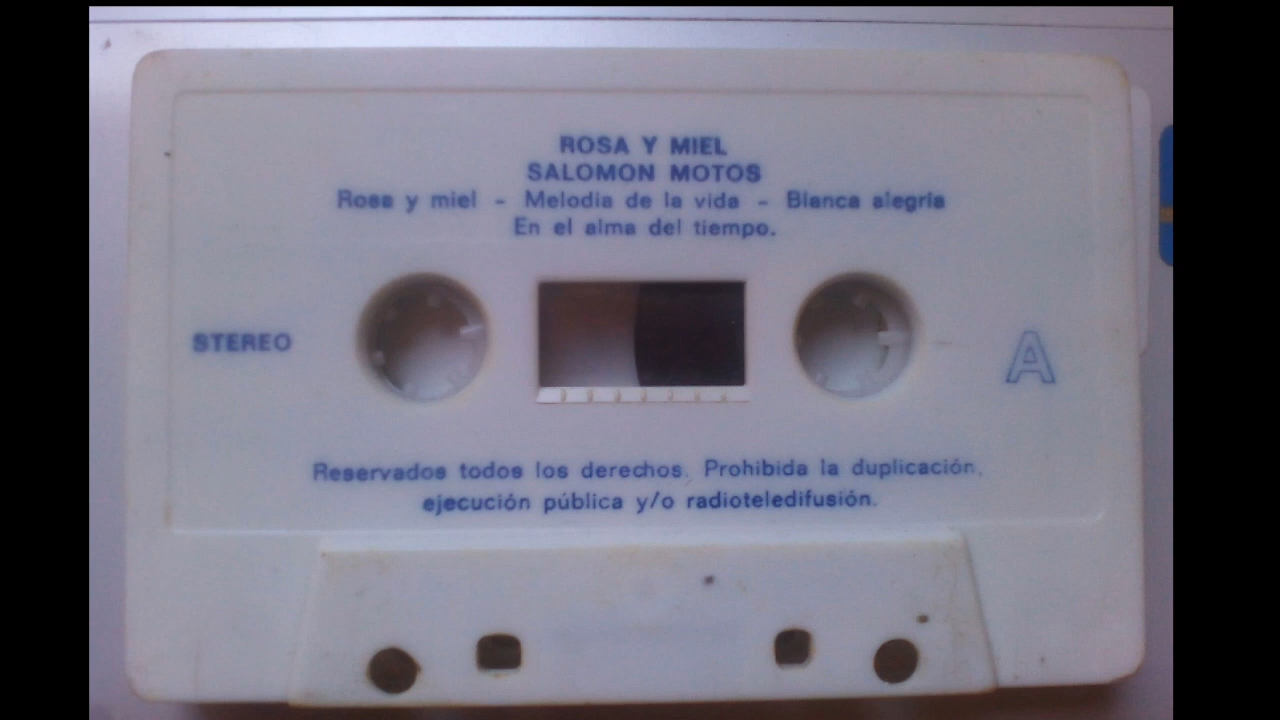 ROSA Y MIEL
SALOMON MOTOS
Rosa y miel - Melodia de la vida - Blanca alegria
En el alma del tiempo.
STEREO
A
Reservados todos los derechos. Prohibida la duplicación,
ejecución pública y/o radioteledifusión.